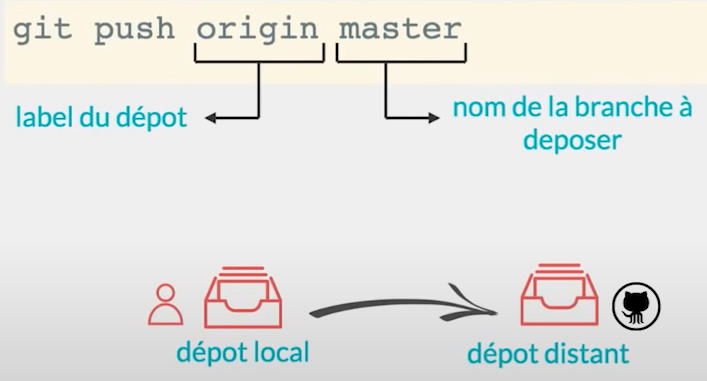 git push origin master
label du dépot
nom de la branche à
deposer
dépot local
dépot distant